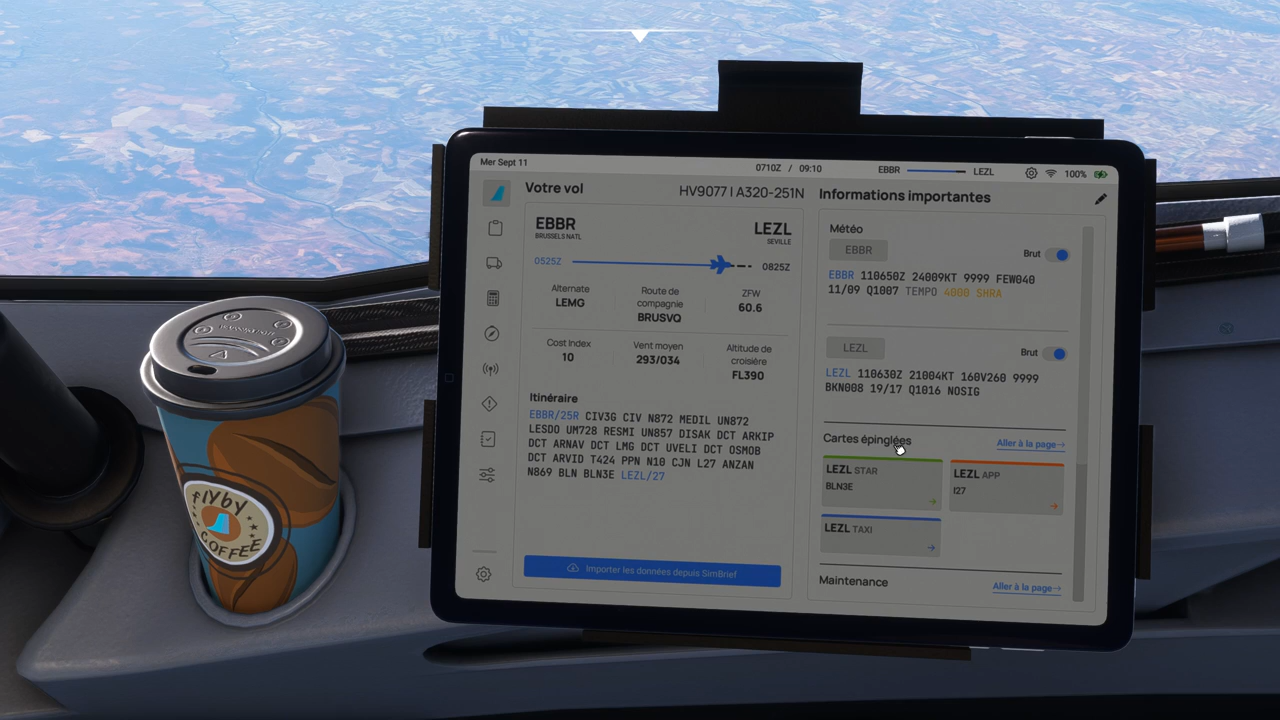 Mer Sept 11
0710Z / 09:10
EBBR
LEZL
100%
Votre vol
HV9077 | A320-251N
EBBR
BRUSSELS NATL
LEZL
SEVILLE
0525Z
0825Z
Alternate
LEMG
Route de
compagnie
BRUSVQ
ZFW
60.6
Cost Index
10
Vent moyen
293/034
Altitude de
croisière
FL390
Itinéraire
EBBR/25R CIV3G CIV N872 MEDIL UN872
LESDO UM728 RESMI UN857 DISAK DCT ARKIP
DCT ARNAV DCT LMG DCT UVELI DCT OSMOB
DCT ARVID T424 PPN N10 CJN L27 ANZAN
N869 BLN BLN3E LEZL/27
Importer les données depuis SimBrief
Informations importantes
Météo
EBBR
Brut
EBBR 110650Z 24009KT 9999 FEW040
11/09 Q1007 TEMPO 4000 SHRA
LEZL
Brut
LEZL 110630Z 21004KT 160V260 9999
BKN008 19/17 Q1016 NOSIG
Cartes épinglées
Aller à la page
LEZL STAR
BLN3E
LEZL APP
I27
LEZL TAXI
Maintenance
Aller à la page
flyby
COFFEE